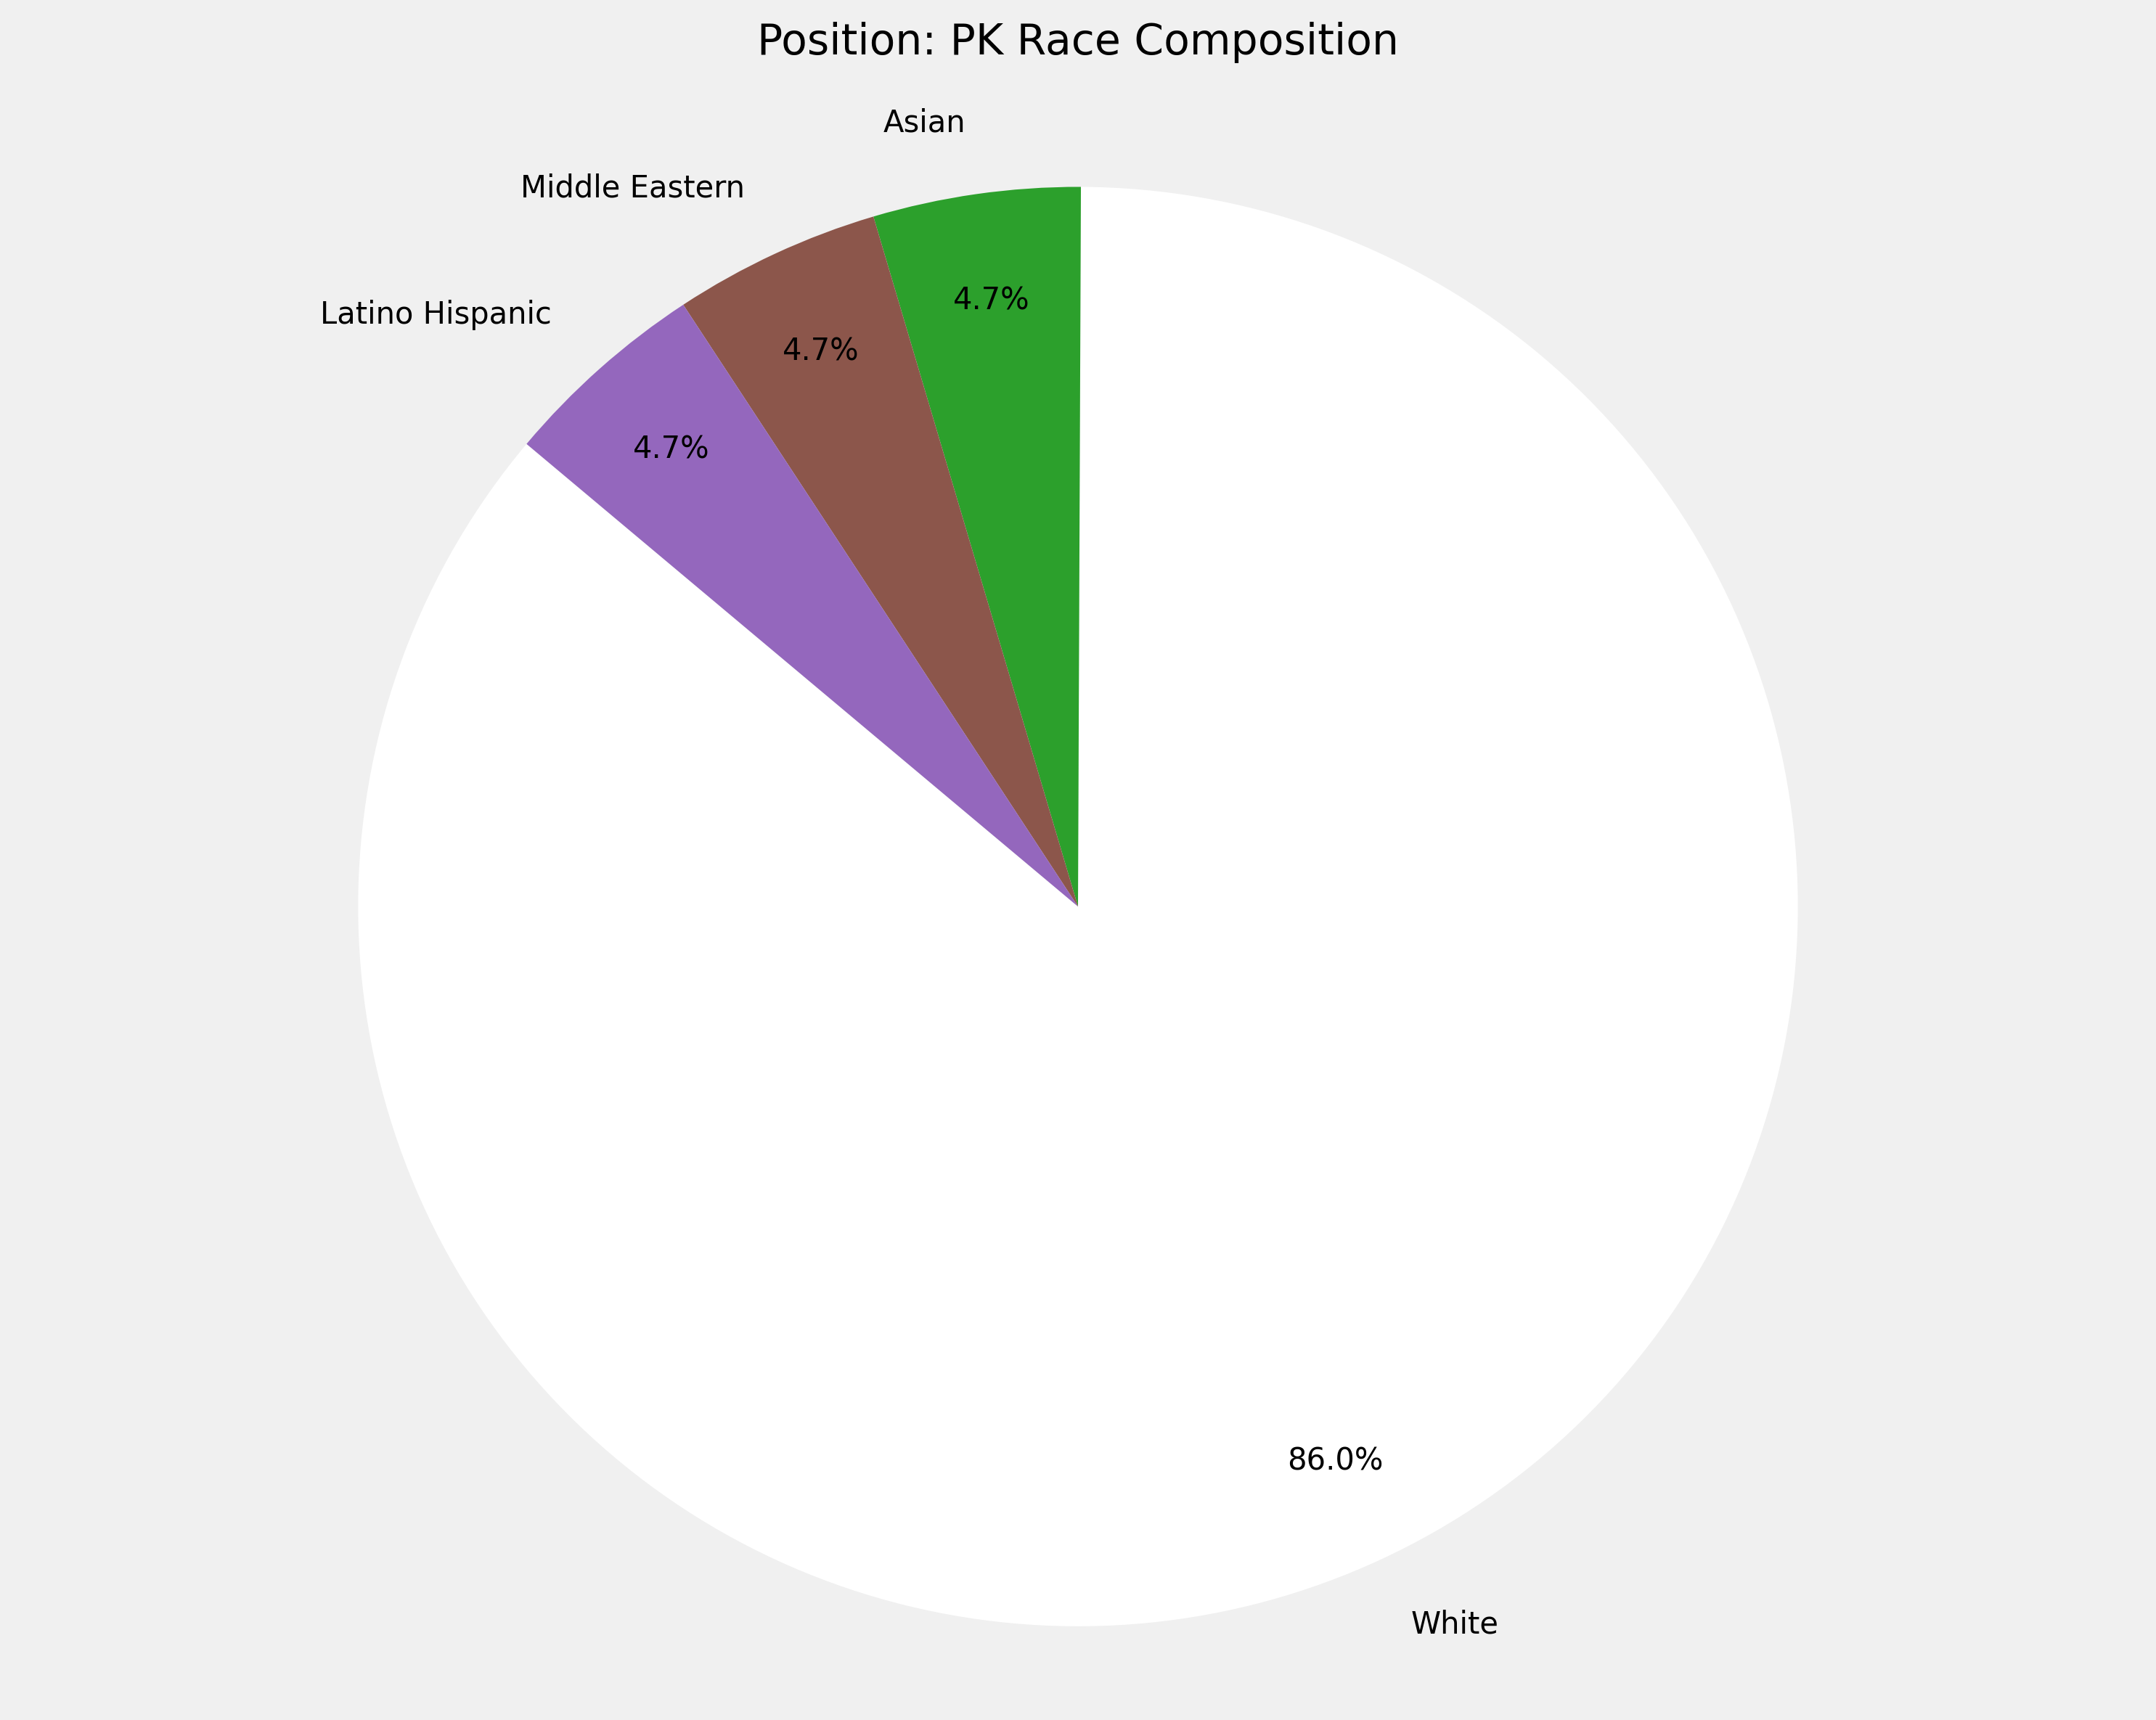 Position: PK Race Composition
Asian
Middle Eastern
Latino Hispanic
4.7%
4.7%
4.7%
86.0%
White